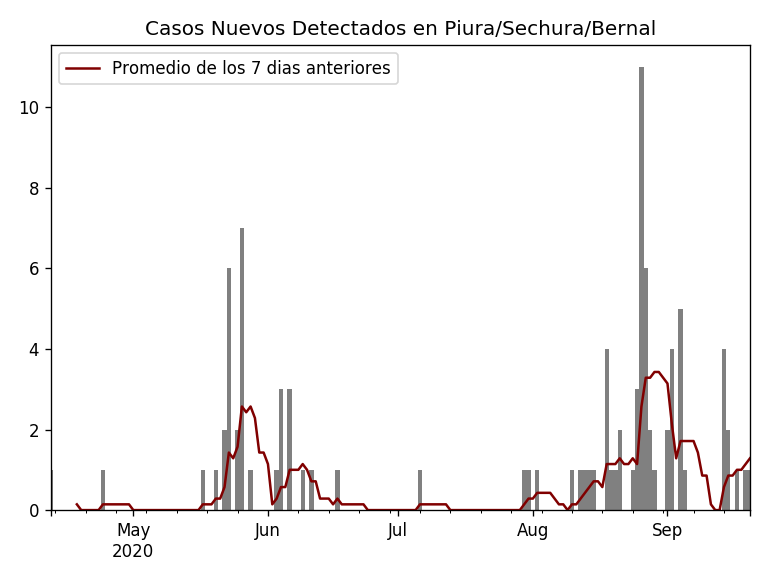 Casos Nuevos Detectados en Piura/Sechura/Bernal
Promedio de los 7 dias anteriores
10
8
6
4
2
0
May Jun Jul Aug Sep
2020